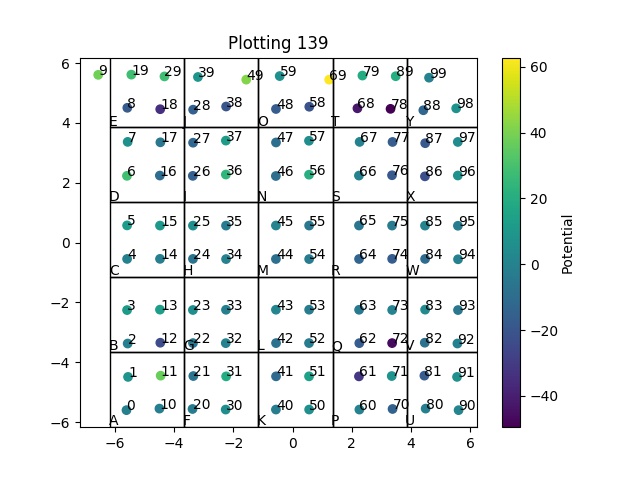 Plotting 139
6
4
2
0
−2
−4
−6
9 19 29 39 49 59 69 79 89 99
8 18 28 38 48 58 68 78 88 98
E J O T Y
7 17 27 37 47 57 67 77 87 97
6 16 26 36 46 56 66 76 86 96
D I N S X
5 15 25 35 45 55 65 75 85 95
4 14 24 34 44 54 64 74 84 94
C H M R W
3 13 23 33 43 53 63 73 83 93
2 12 22 32 42 52 62 72 82 92
B G L Q V
1 11 21 31 41 51 61 71 81 91
0 10 20 30 40 50 60 70 80 90
A F K P U
−6 −4 −2 0 2 4 6
60
40
20
0
−20
−40
Potential